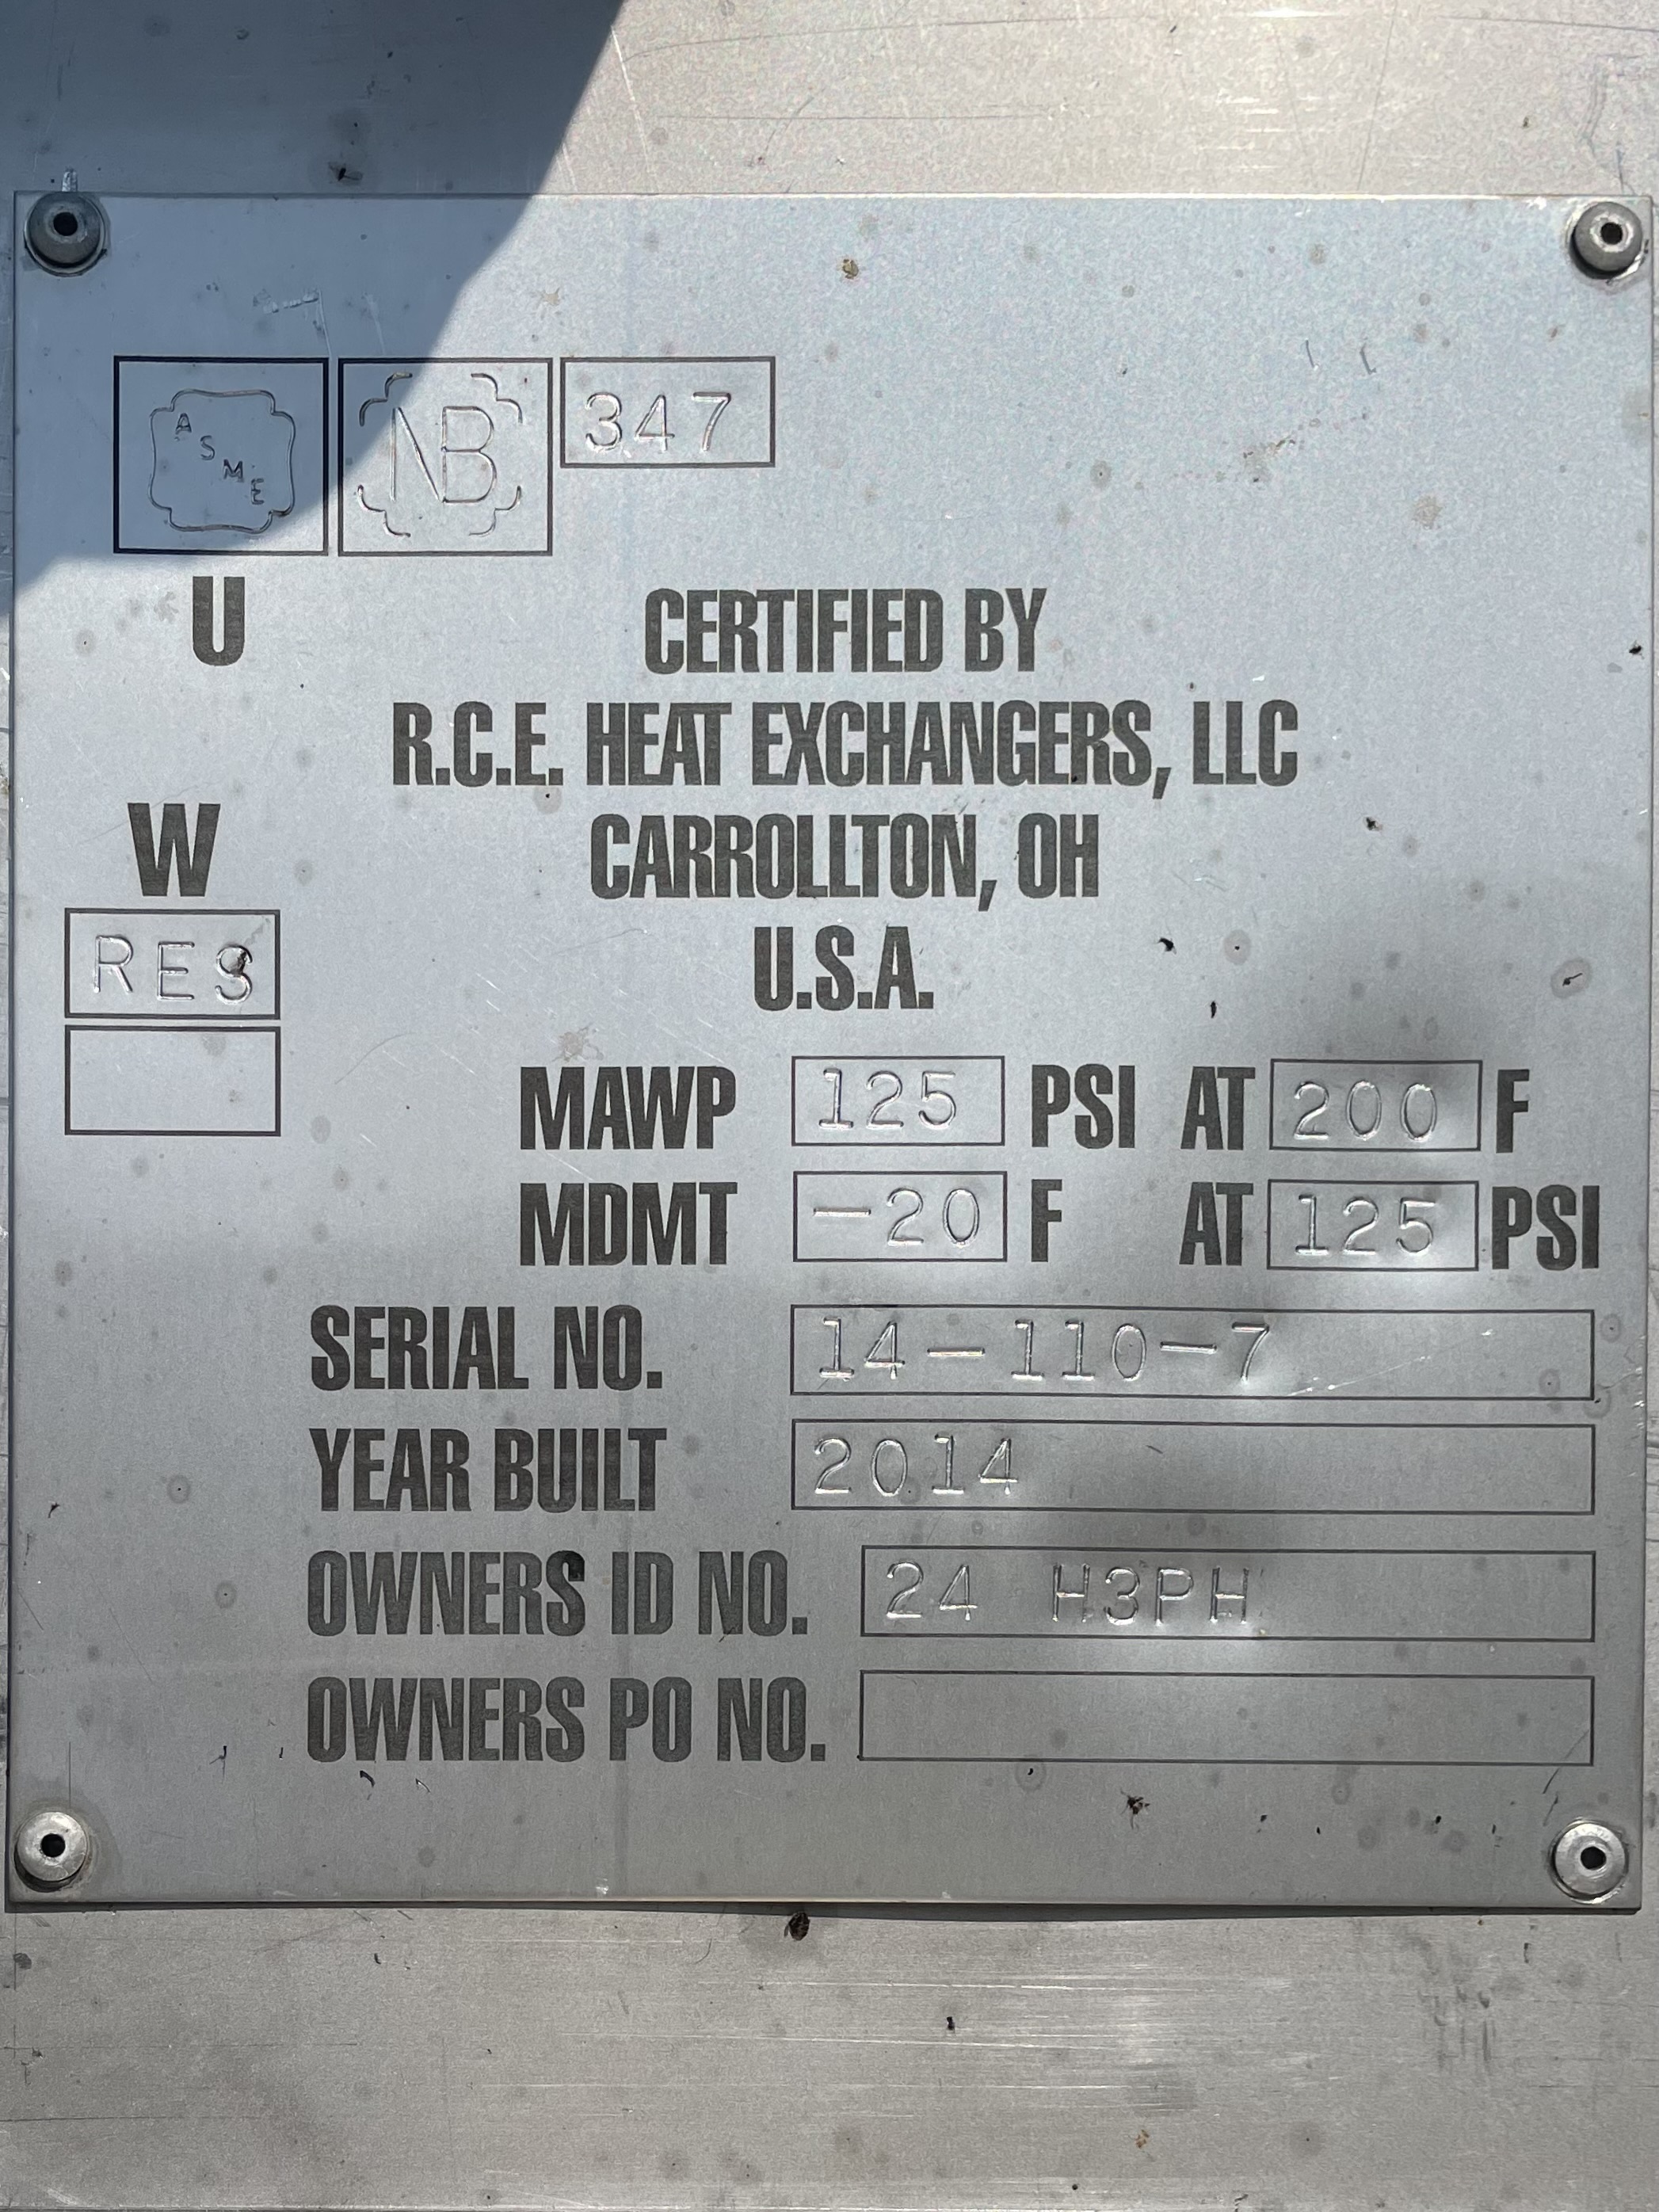 ASME NB 347
U
CERTIFIED BY
R.C.E. HEAT EXCHANGERS, LLC
W
CARROLLTON, OH
RES
U.S.A.
MAWP 125 PSI AT 200 F
MDMT -20 F AT 125 PSI
SERIAL NO. 14-110-7
YEAR BUILT 2014
OWNERS ID NO. 24 H3PH
OWNERS PO NO.